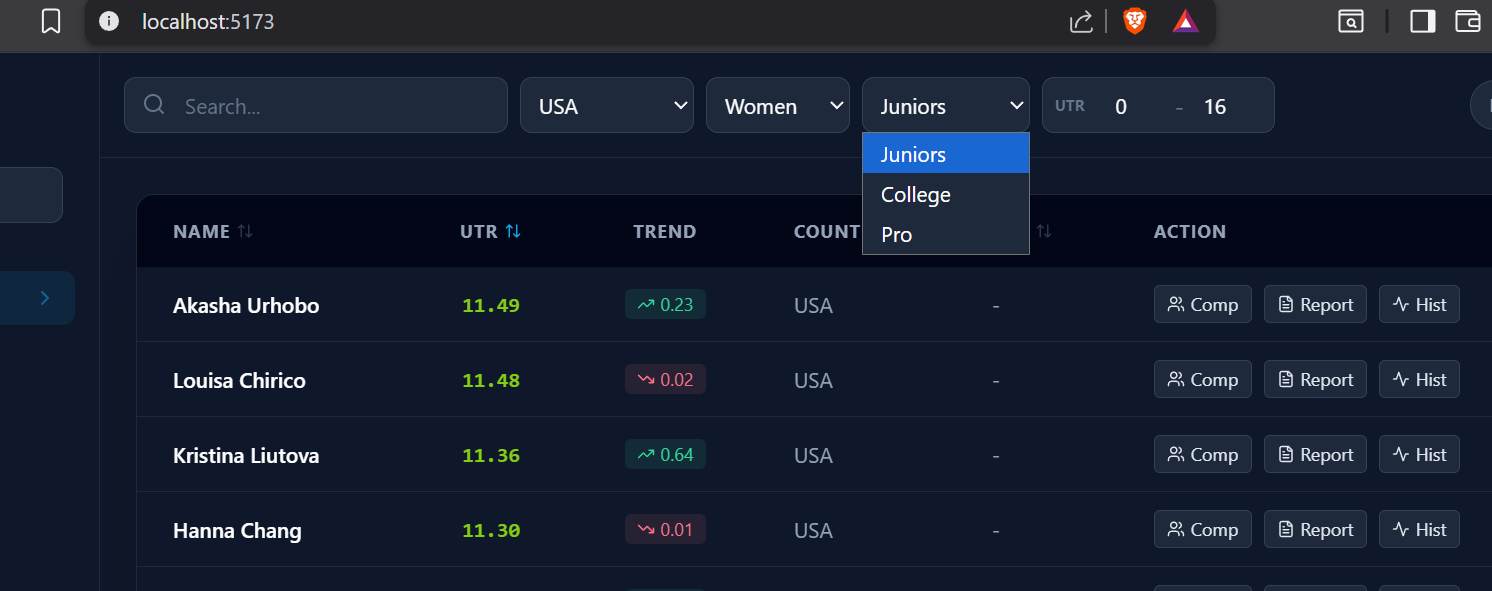 localhost:5173
Search... USA Women Juniors UTR 0 - 16
Juniors
College
Pro
NAME UTR TREND COUNT ACTION
Akasha Urhobo 11.49 0.23 USA - Comp Report Hist
Louisa Chirico 11.48 0.02 USA - Comp Report Hist
Kristina Liutova 11.36 0.64 USA - Comp Report Hist
Hanna Chang 11.30 0.01 USA - Comp Report Hist